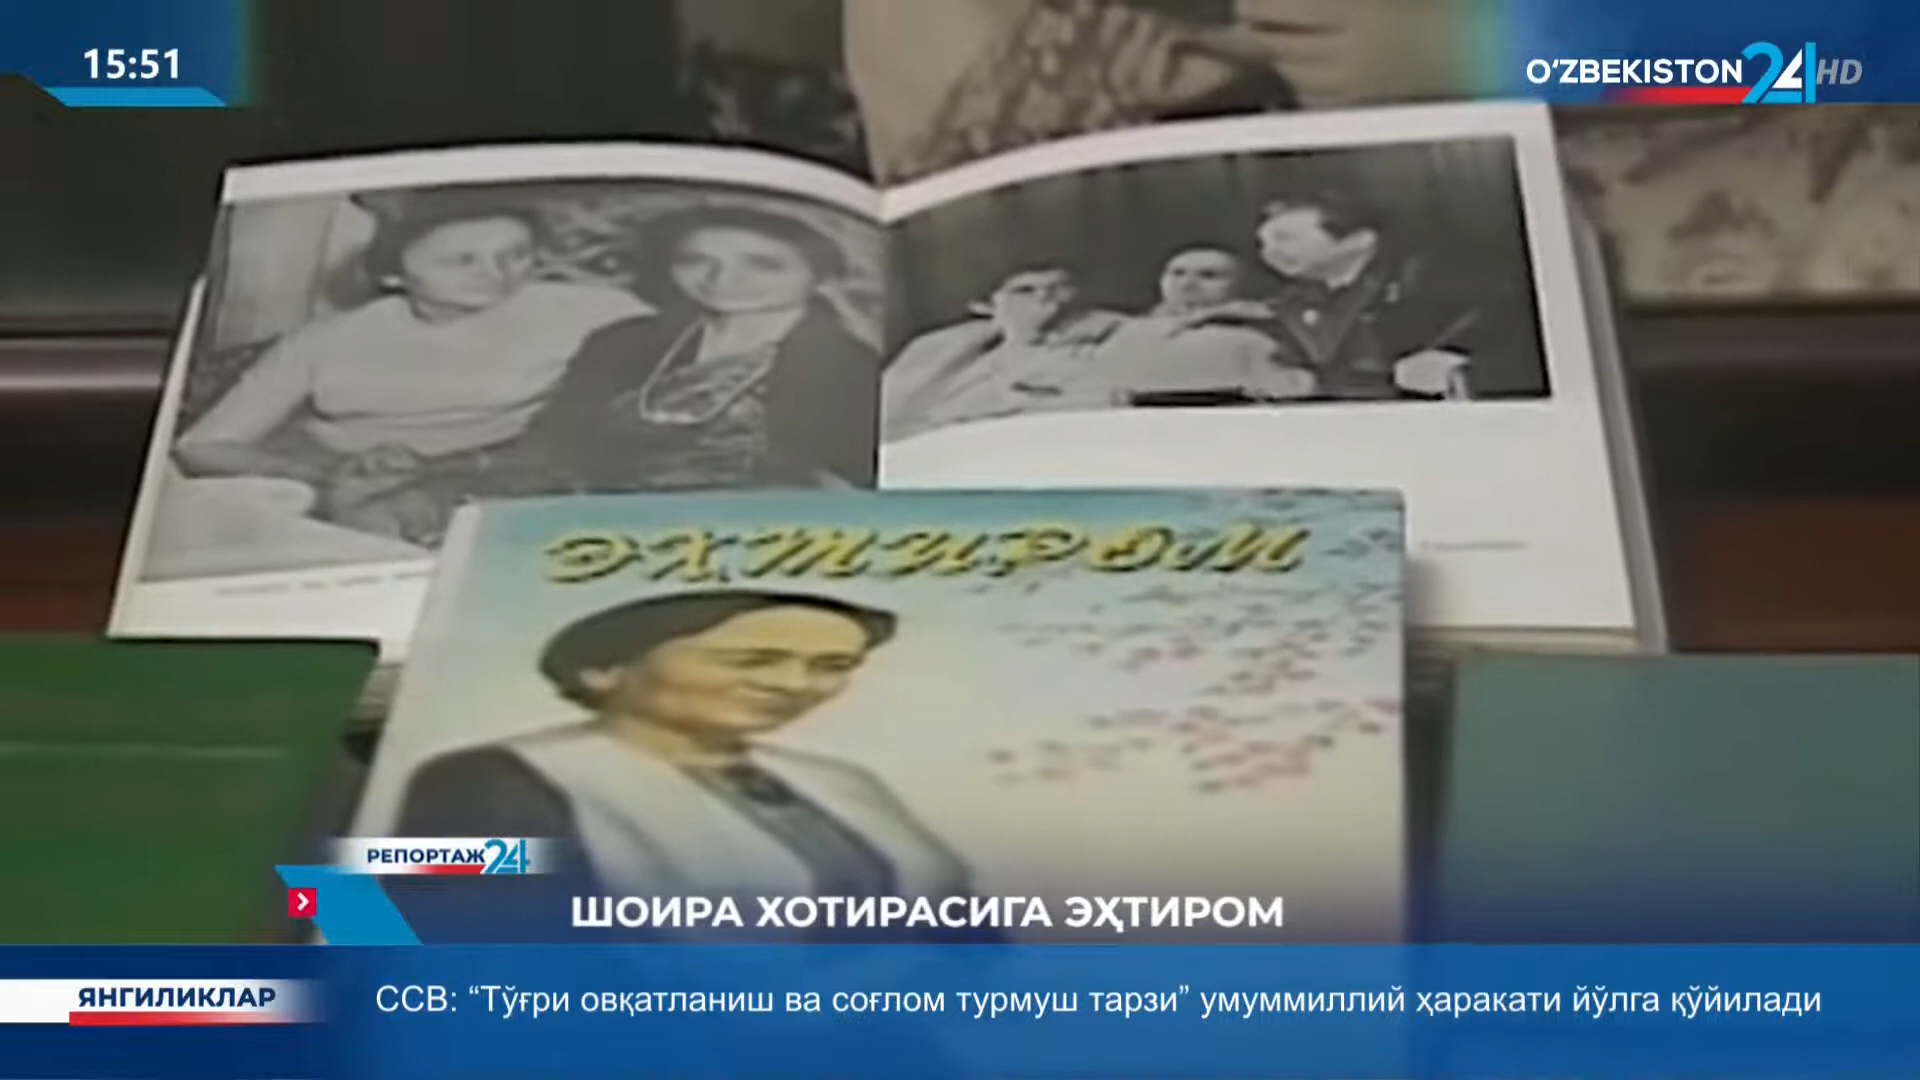 15:51
O‘ZBEKISTON 24 HD
ЭҲТИРОМ
РЕПОРТАЖ 24
ШОИРА ХОТИРАСИГА ЭҲТИРОМ
ЯНГИЛИКЛАР
ССВ: “Тўғри овқатланиш ва соғлом турмуш тарзи” умуммиллий ҳаракати йўлга қўйилади